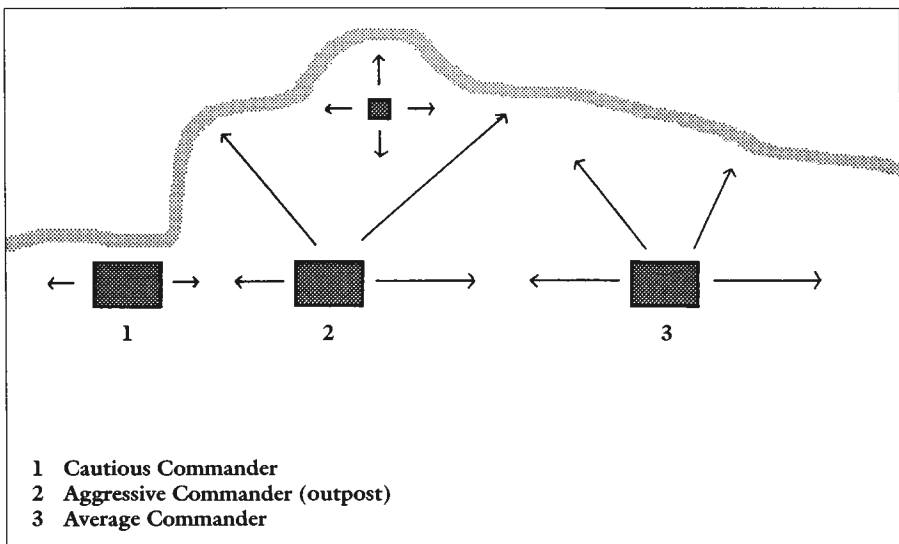 1
2
3
1 Cautious Commander
2 Aggressive Commander (outpost)
3 Average Commander